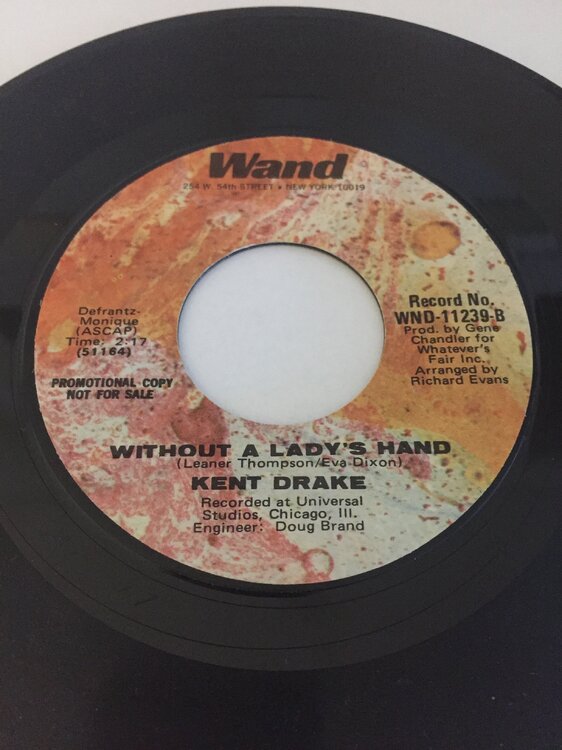 Wand
254 W. 54th STREET • NEW YORK 10019
Defrantz-
Monique
(ASCAP)
Time: 2:17
(51164)
PROMOTIONAL COPY
NOT FOR SALE
Record No.
WND-11239-B
Prod. by Gene
Chandler for
Whatever's
Fair Inc.
Arranged by
Richard Evans
WITHOUT A LADY'S HAND
(Leaner Thompson/Eva Dixon)
KENT DRAKE
Recorded at Universal
Studios, Chicago, Ill.
Engineer: Doug Brand